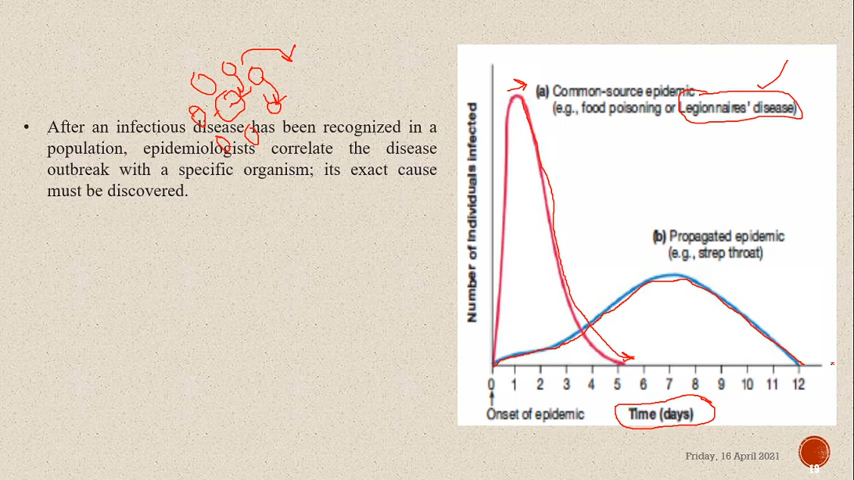 • After an infectious disease has been recognized in a
population, epidemiologists correlate the disease
outbreak with a specific organism; its exact cause
must be discovered.
Number of individuals infected
(a) Common-source epidemic
(e.g., food poisoning or Legionnaires' disease)
(b) Propagated epidemic
(e.g., strep throat)
0 1 2 3 4 5 6 7 8 9 10 11 12
Onset of epidemic
Time (days)
Friday, 16 April 2021